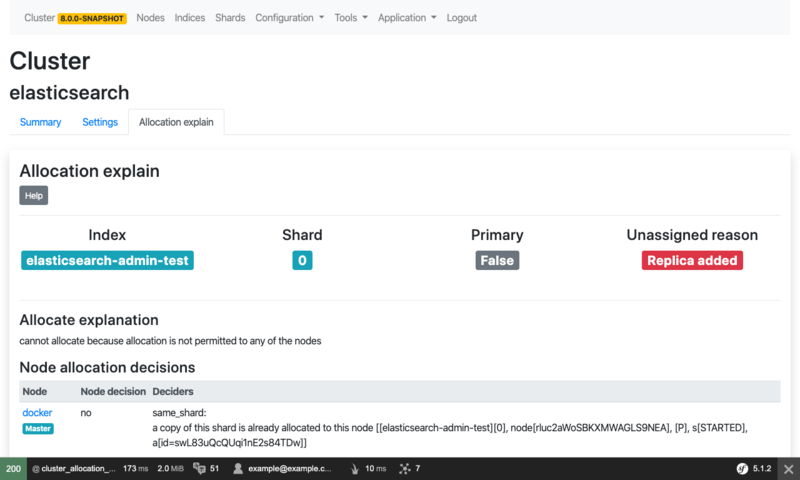 Cluster 8.0.0-SNAPSHOT Nodes Indices Shards Configuration Tools Application Logout
Cluster
elasticsearch
Summary Settings Allocation explain
Allocation explain
Help
Index Shard Primary Unassigned reason
elasticsearch-admin-test 0 False Replica added
Allocate explanation
cannot allocate because allocation is not permitted to any of the nodes
Node allocation decisions
Node Node decision Deciders
docker no same_shard:
Master a copy of this shard is already allocated to this node [[elasticsearch-admin-test][0], node[rluc2aWoSBKXMWAGLS9NEA], [P], s[STARTED],
a[id=swL83uQcQUqi1nE2s84TDw]]
200 @ cluster_allocation_... 173 ms 2.0 MiB 51 example@example.c... 10 ms 7 sf 5.1.2